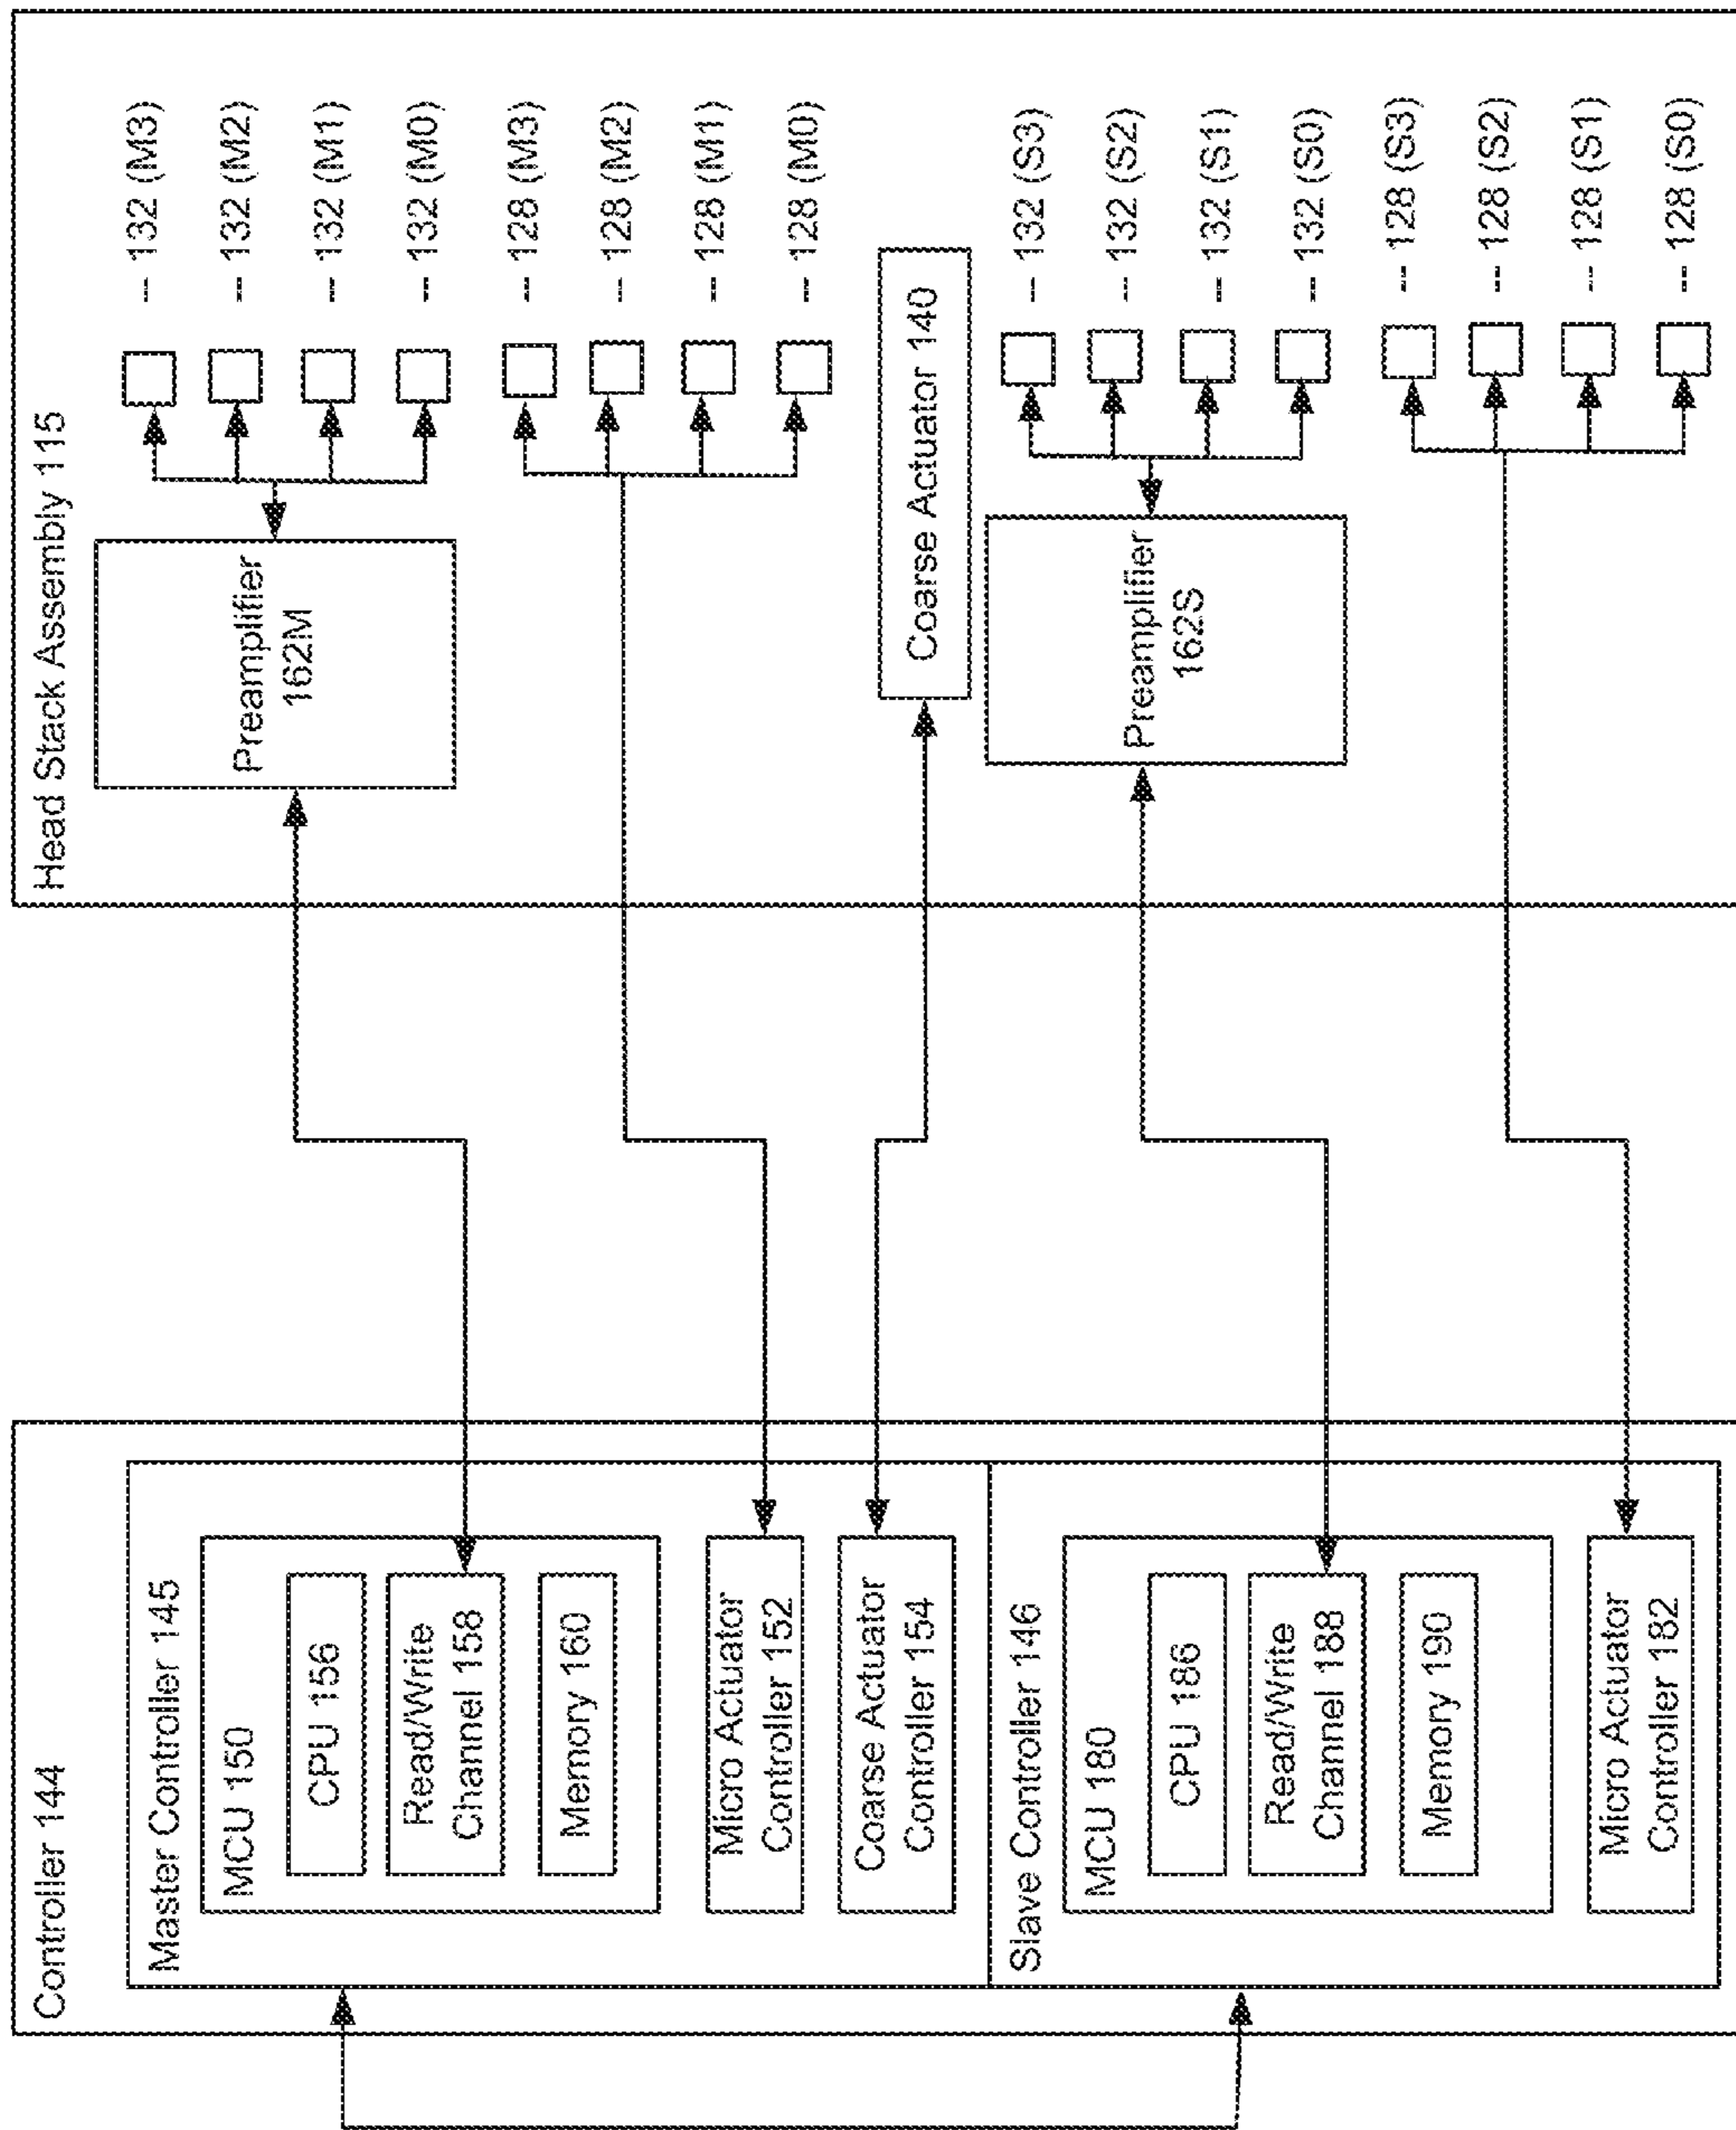 Controller 144
Master Controller 145
MCU 150
CPU 156
Read/Write
Channel 158
Memory 160
Micro Actuator
Controller 152
Coarse Actuator
Controller 154
Slave Controller 146
MCU 180
CPU 186
Read/Write
Channel 188
Memory 190
Micro Actuator
Controller 182
Head Stack Assembly 115
Preamplifier
162M
-- 132 (M3)
-- 132 (M2)
-- 132 (M1)
-- 132 (M0)
-- 128 (M3)
-- 128 (M2)
-- 128 (M1)
-- 128 (M0)
Coarse Actuator 140
Preamplifier
162S
-- 132 (S3)
-- 132 (S2)
-- 132 (S1)
-- 132 (S0)
-- 128 (S3)
-- 128 (S2)
-- 128 (S1)
-- 128 (S0)